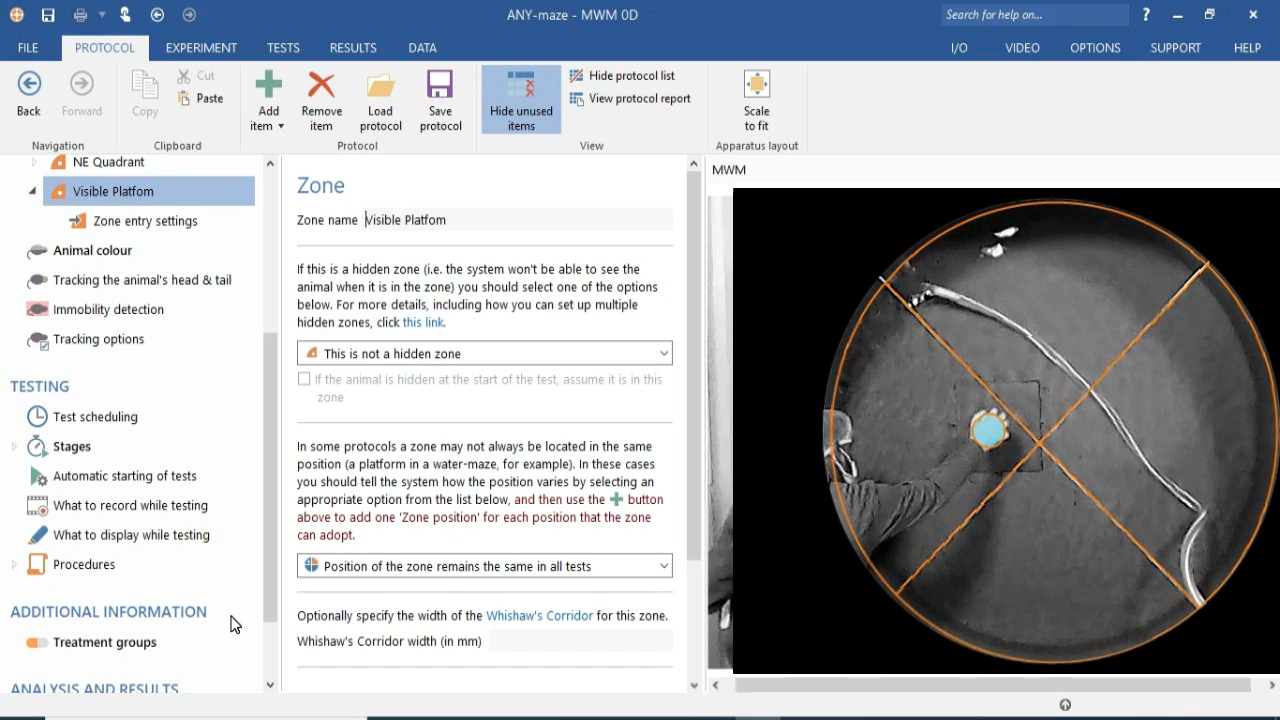 ANY-maze - MWM 0D
Search for help on...
?
FILE
PROTOCOL
EXPERIMENT
TESTS
RESULTS
DATA
I/O
VIDEO
OPTIONS
SUPPORT
HELP
Back
Forward
Navigation
Copy
Cut
Paste
Clipboard
Add
item
Remove
item
Load
protocol
Save
protocol
Protocol
Hide unused
items
Hide protocol list
View protocol report
View
Scale
to fit
Apparatus layout
NE Quadrant
Visible Platfom
Zone entry settings
Animal colour
Tracking the animal's head & tail
Immobility detection
Tracking options
TESTING
Test scheduling
Stages
Automatic starting of tests
What to record while testing
What to display while testing
Procedures
ADDITIONAL INFORMATION
Treatment groups
ANALYSIS AND RESULTS
Zone
Zone name Visible Platfom
If this is a hidden zone (i.e. the system won't be able to see the
animal when it is in the zone) you should select one of the options
below. For more details, including how you can set up multiple
hidden zones, click this link.
This is not a hidden zone
If the animal is hidden at the start of the test, assume it is in this
zone
In some protocols a zone may not always be located in the same
position (a platform in a water-maze, for example). In these cases
you should tell the system how the position varies by selecting an
appropriate option from the list below, and then use the + button
above to add one 'Zone position' for each position that the zone
can adopt.
Position of the zone remains the same in all tests
Optionally specify the width of the Whishaw's Corridor for this zone.
Whishaw's Corridor width (in mm)
MWM